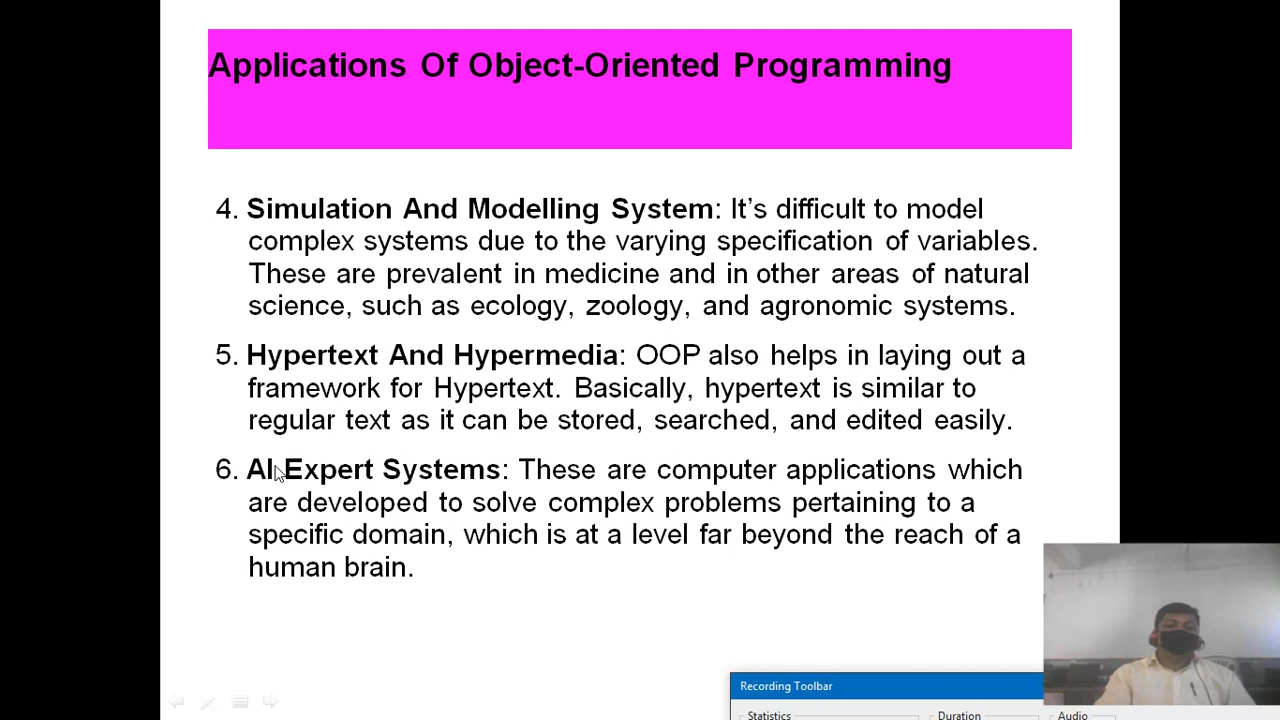 Applications Of Object-Oriented Programming
4. Simulation And Modelling System: It’s difficult to model
complex systems due to the varying specification of variables.
These are prevalent in medicine and in other areas of natural
science, such as ecology, zoology, and agronomic systems.
5. Hypertext And Hypermedia: OOP also helps in laying out a
framework for Hypertext. Basically, hypertext is similar to
regular text as it can be stored, searched, and edited easily.
6. AI Expert Systems: These are computer applications which
are developed to solve complex problems pertaining to a
specific domain, which is at a level far beyond the reach of a
human brain.
Recording Toolbar
Statistics Duration Audio